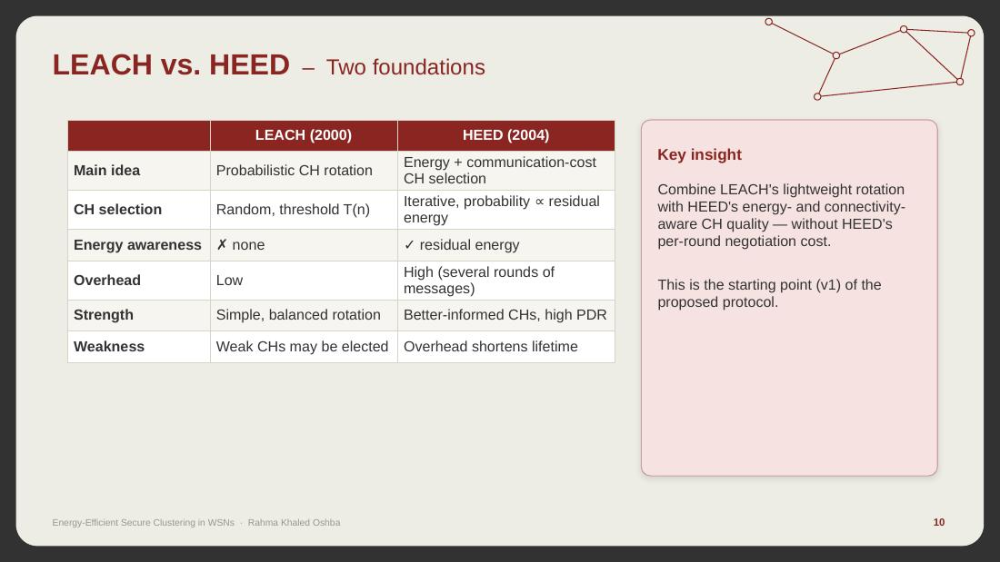 LEACH vs. HEED – Two foundations
LEACH (2000) HEED (2004)
Main idea Probabilistic CH rotation Energy + communication-cost CH selection
CH selection Random, threshold T(n) Iterative, probability ∝ residual energy
Energy awareness ✗ none ✓ residual energy
Overhead Low High (several rounds of messages)
Strength Simple, balanced rotation Better-informed CHs, high PDR
Weakness Weak CHs may be elected Overhead shortens lifetime
Key insight
Combine LEACH's lightweight rotation
with HEED's energy- and connectivity-
aware CH quality — without HEED's
per-round negotiation cost.
This is the starting point (v1) of the
proposed protocol.
Energy-Efficient Secure Clustering in WSNs · Rahma Khaled Oshba
10